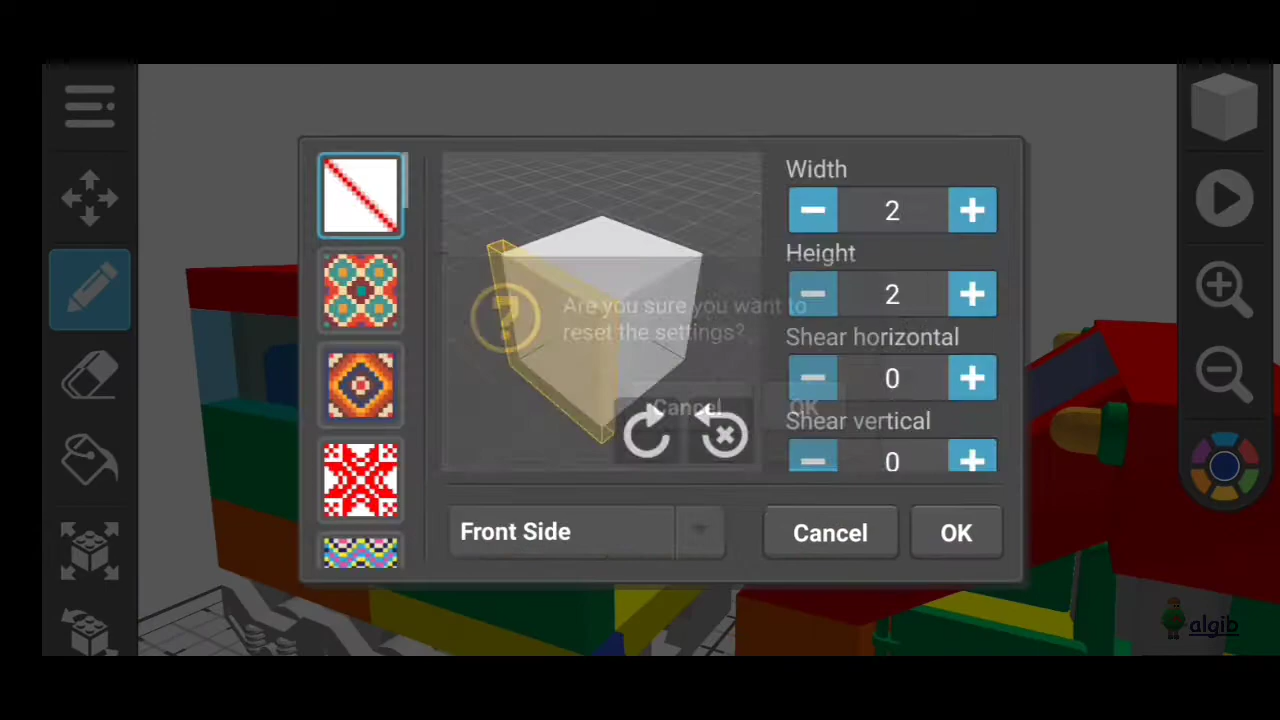 Width
2
Height
2
Are you sure you want to
reset the settings?
Shear horizontal
0
Cancel OK
Shear vertical
0
Front Side
Cancel
OK
algib